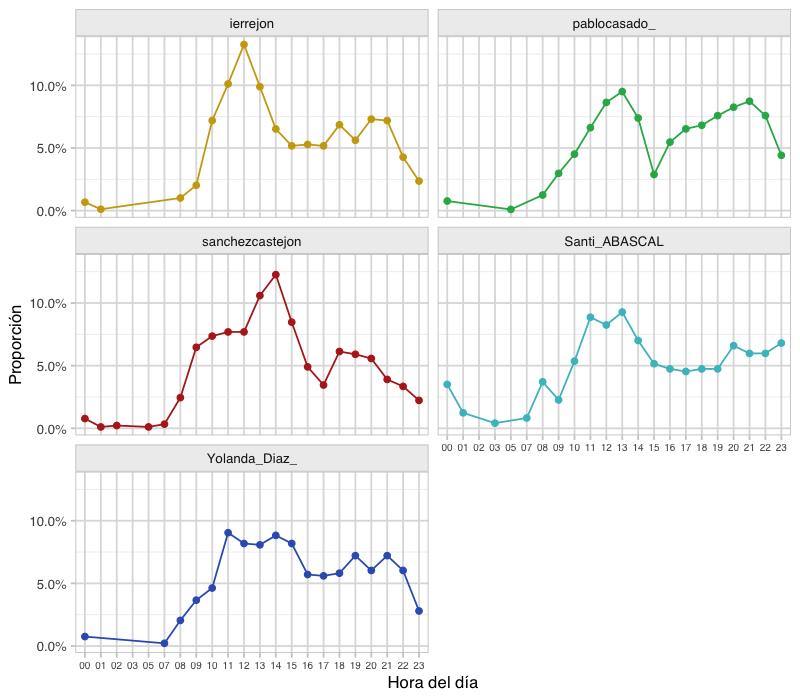 ierrejon
pablocasado_
10.0%
5.0%
0.0%
sanchezcastejon
Santi_ABASCAL
10.0%
5.0%
0.0%
00 01 02 03 05 07 08 09 10 11 12 13 14 15 16 17 18 19 20 21 22 23
Yolanda_Diaz_
10.0%
5.0%
0.0%
00 01 02 03 05 07 08 09 10 11 12 13 14 15 16 17 18 19 20 21 22 23
Proporción
Hora del día